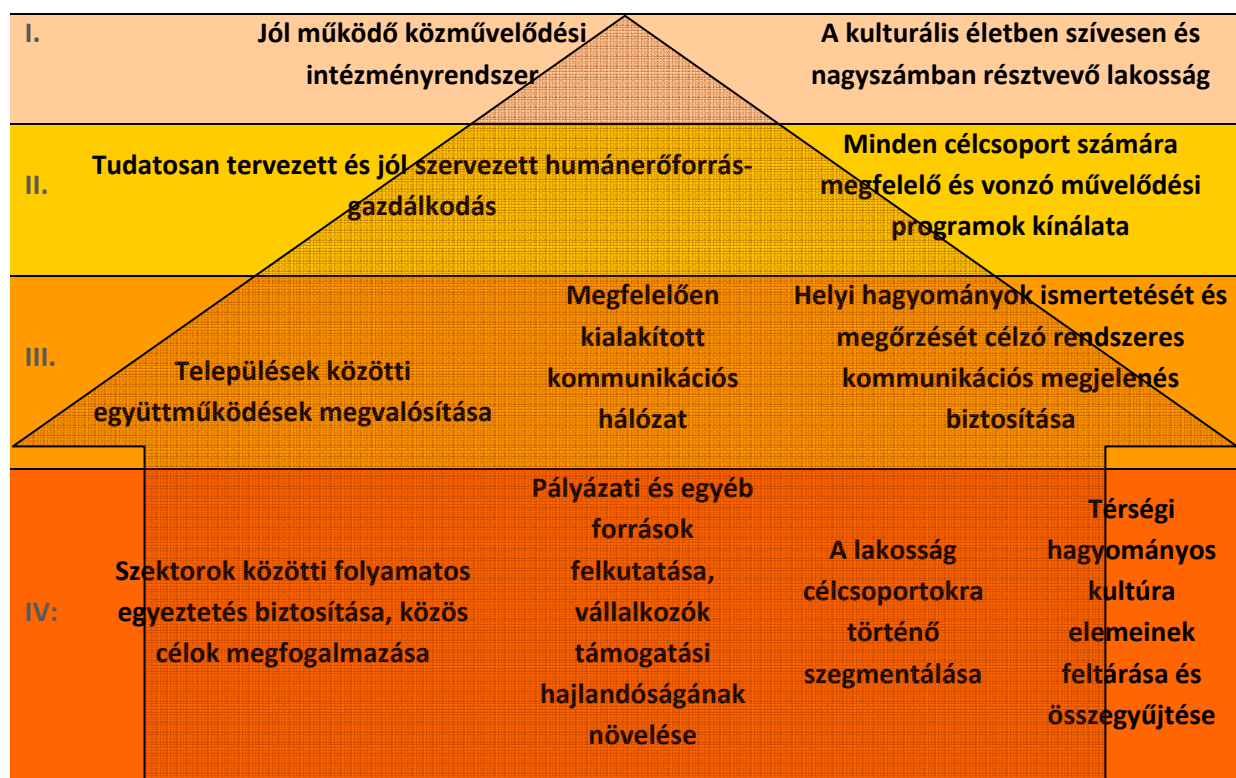 I.
Jól működő közművelődési
intézményrendszer
A kulturális életben szívesen és
nagyszámban résztvevő lakosság
II.
Tudatosan tervezett és jól szervezett humánerőforrás-
gazdálkodás
Minden célcsoport számára
megfelelő és vonzó művelődési
programok kínálata
III.
Települések közötti
együttműködések megvalósítása
Megfelelően
kialakított
kommunikációs
hálózat
Helyi hagyományok ismertetését és
megőrzését célzó rendszeres
kommunikációs megjelenés
biztosítása
IV:
Szektorok közötti folyamatos
egyeztetés biztosítása, közös
célok megfogalmazása
Pályázati és egyéb
források
felkutatása,
vállalkozók
támogatási
hajlandóságának
növelése
A lakosság
célcsoportokra
történő
szegmentálása
Térségi
hagyományos
kultúra
elemeinek
feltárása és
összegyűjtése